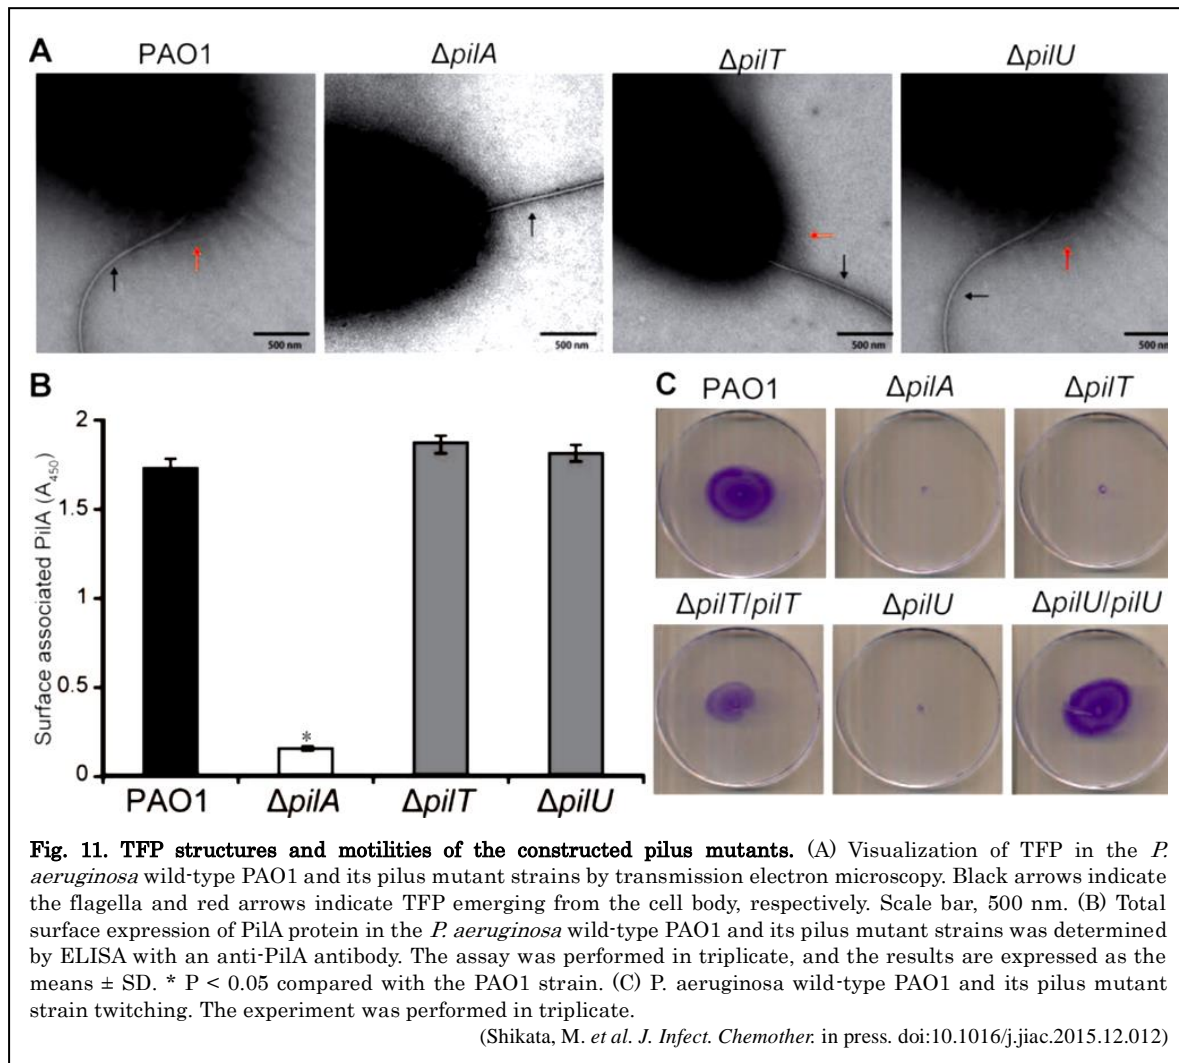 A
PAO1
ΔpilA
ΔpilT
ΔpilU
500 nm
500 nm
500 nm
500 nm
B
Surface associated PilA (A450)
2
1.5
1
0.5
0
*
PAO1
ΔpilA
ΔpilT
ΔpilU
C
PAO1
ΔpilA
ΔpilT
ΔpilT/pilT
ΔpilU
ΔpilU/pilU
Fig. 11. TFP structures and motilities of the constructed pilus mutants. (A) Visualization of TFP in the P.
aeruginosa wild-type PAO1 and its pilus mutant strains by transmission electron microscopy. Black arrows indicate
the flagella and red arrows indicate TFP emerging from the cell body, respectively. Scale bar, 500 nm. (B) Total
surface expression of PilA protein in the P. aeruginosa wild-type PAO1 and its pilus mutant strains was determined
by ELISA with an anti-PilA antibody. The assay was performed in triplicate, and the results are expressed as the
means ± SD. * P < 0.05 compared with the PAO1 strain. (C) P. aeruginosa wild-type PAO1 and its pilus mutant
strain twitching. The experiment was performed in triplicate.
(Shikata, M. et al. J. Infect. Chemother. in press. doi:10.1016/j.jiac.2015.12.012)